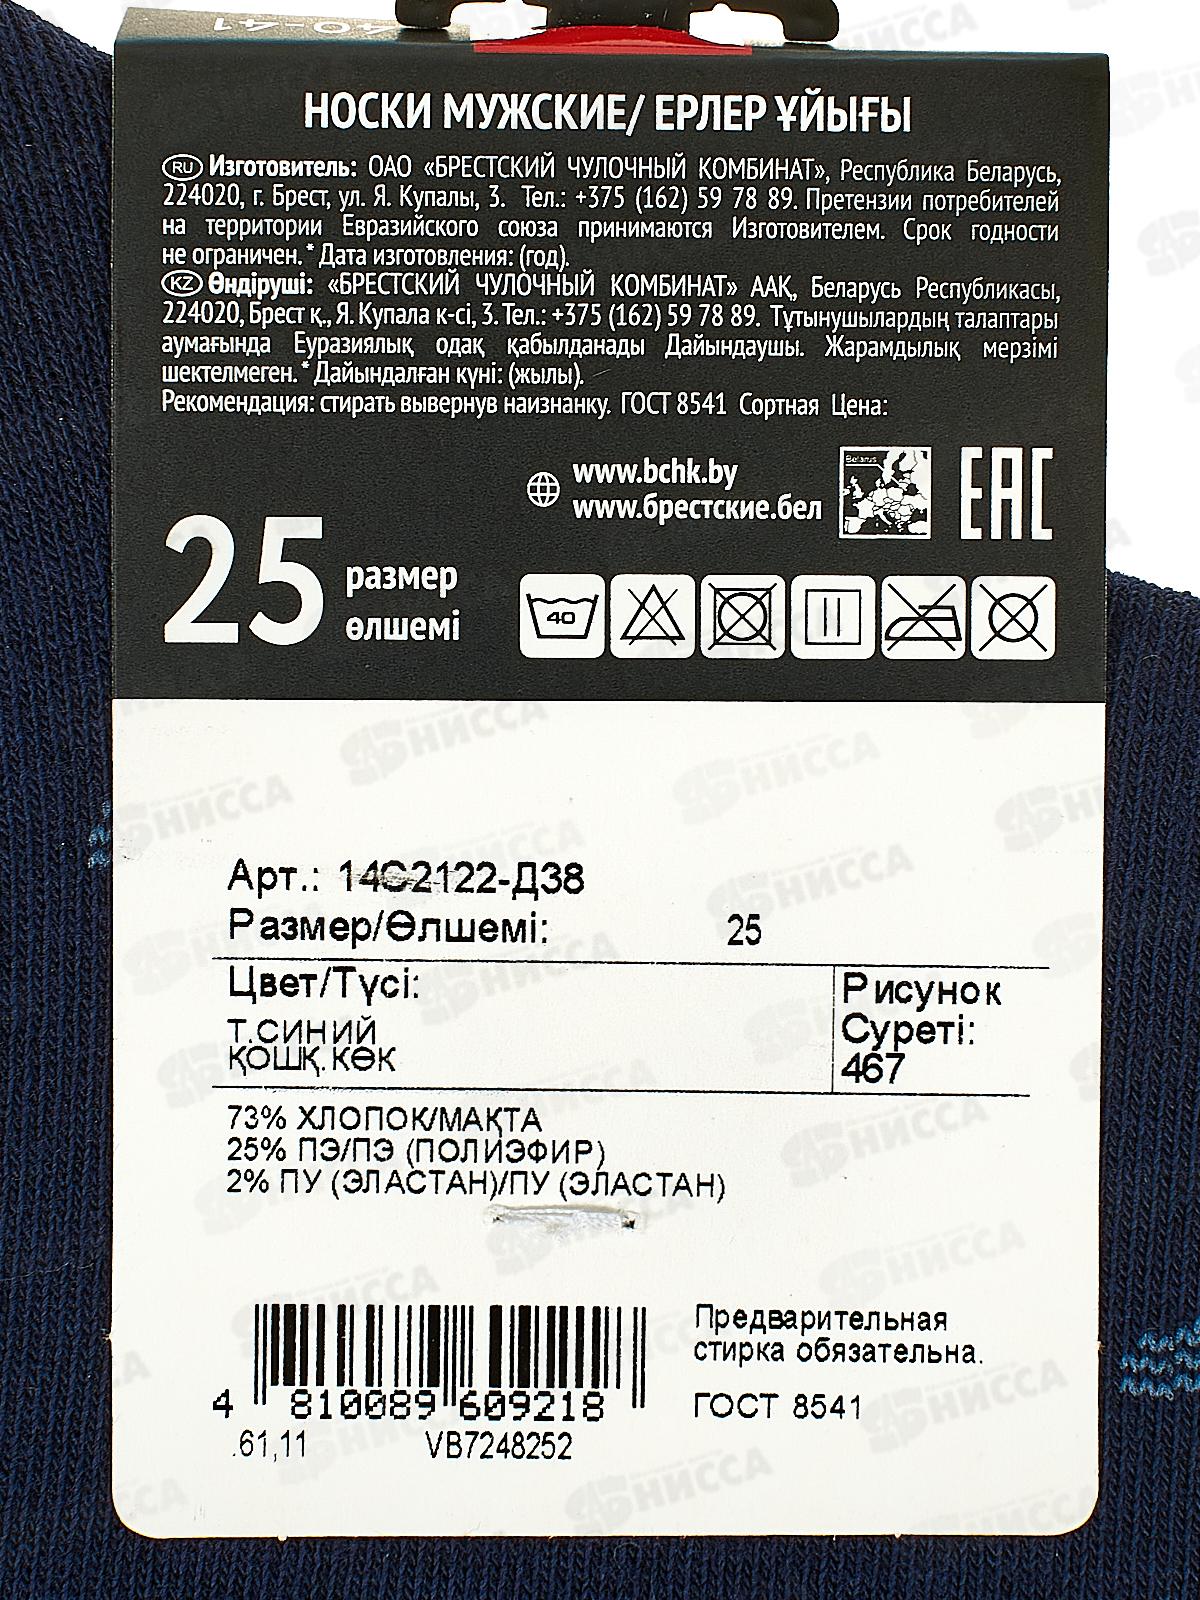 40-41
НОСКИ МУЖСКИЕ/ ЕРЛЕР ҰЙЫҒЫ
RU Изготовитель: ОАО «БРЕСТСКИЙ ЧУЛОЧНЫЙ КОМБИНАТ», Республика Беларусь,
224020, г. Брест, ул. Я. Купалы, 3. Тел.: +375 (162) 59 78 89. Претензии потребителей
на территории Евразийского союза принимаются Изготовителем. Срок годности
не ограничен.* Дата изготовления: (год).
KZ Өндіруші: «БРЕСТСКИЙ ЧУЛОЧНЫЙ КОМБИНАТ» ААҚ, Беларусь Республикасы,
224020, Брест қ., Я. Купала к-сі, 3. Тел.: +375 (162) 59 78 89. Тұтынушылардың талаптары
аумағында Еуразиялық одақ қабылданады Дайындаушы. Жарамдылық мерзімі
шектелмеген.* Дайындалған күні: (жылы).
Рекомендация: стирать вывернув наизнанку. ГОСТ 8541 Сортная Цена:
www.bchk.by
www.брестские.бел
Belarus
EAC
25 размер
өлшемі
40
Арт.: 14С2122-Д38
Размер/Өлшемі: 25
Цвет/Түсі:
Т.СИНИЙ
ҚОШҚ.КӨК
Рисунок
Суреті:
467
73% ХЛОПОК/МАҚТА
25% ПЭ/ПЭ (ПОЛИЭФИР)
2% ПУ (ЭЛАСТАН)/ПУ (ЭЛАСТАН)
Предварительная
стирка обязательна.
ГОСТ 8541
4 810089 609218
.61,11 VB7248252
НИССА